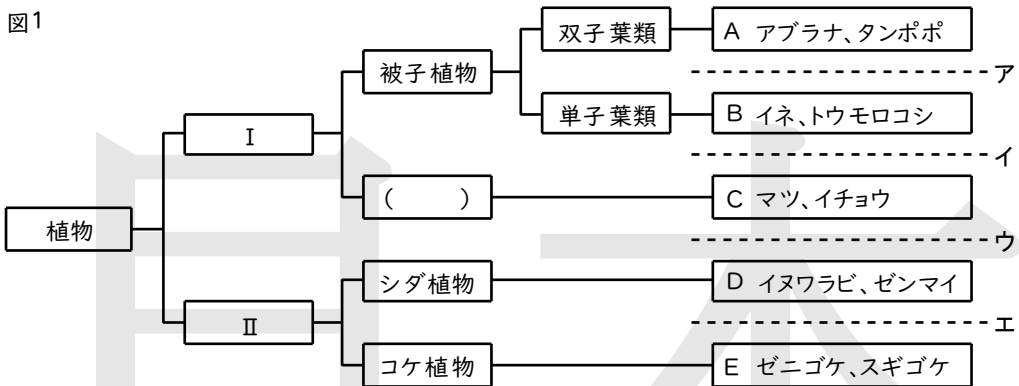 図1
双子葉類
A アブラナ、タンポポ
ア
被子植物
単子葉類
B イネ、トウモロコシ
イ
Ⅰ
(      )
C マツ、イチョウ
ウ
植物
シダ植物
D イヌワラビ、ゼンマイ
エ
Ⅱ
コケ植物
E ゼニゴケ、スギゴケ